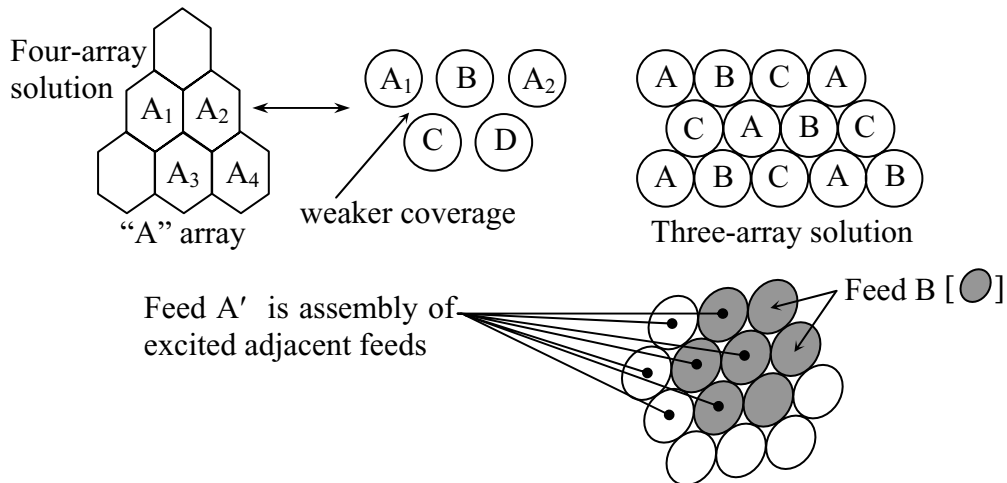 Four-array
solution
A₁ A₂
A₃ A₄
“A” array
A₁ B A₂
C D
weaker coverage
A B C A
C A B C
A B C A B
Three-array solution
Feed A′ is assembly of
excited adjacent feeds
Feed B [ ]